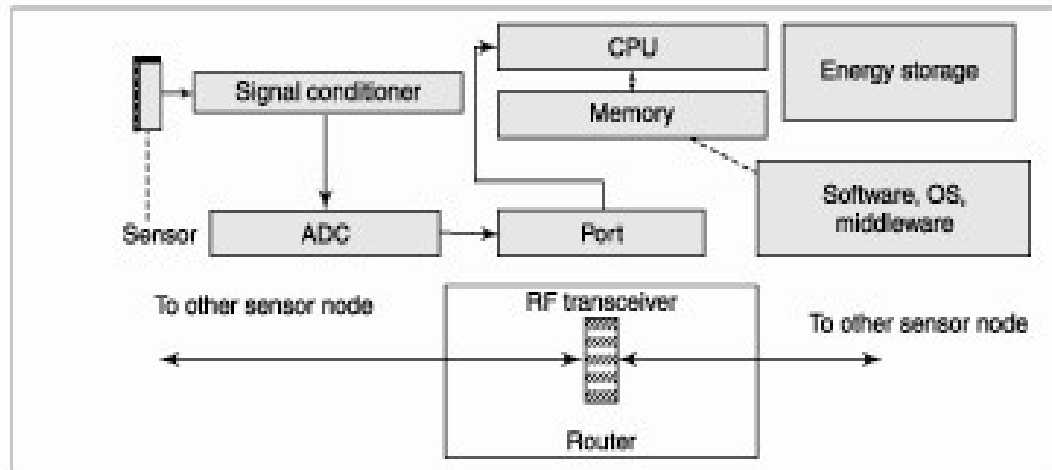 CPU
Energy storage
Signal conditioner
Memory
Software, OS,
middleware
Sensor
ADC
Port
To other sensor node
RF transceiver
To other sensor node
Router